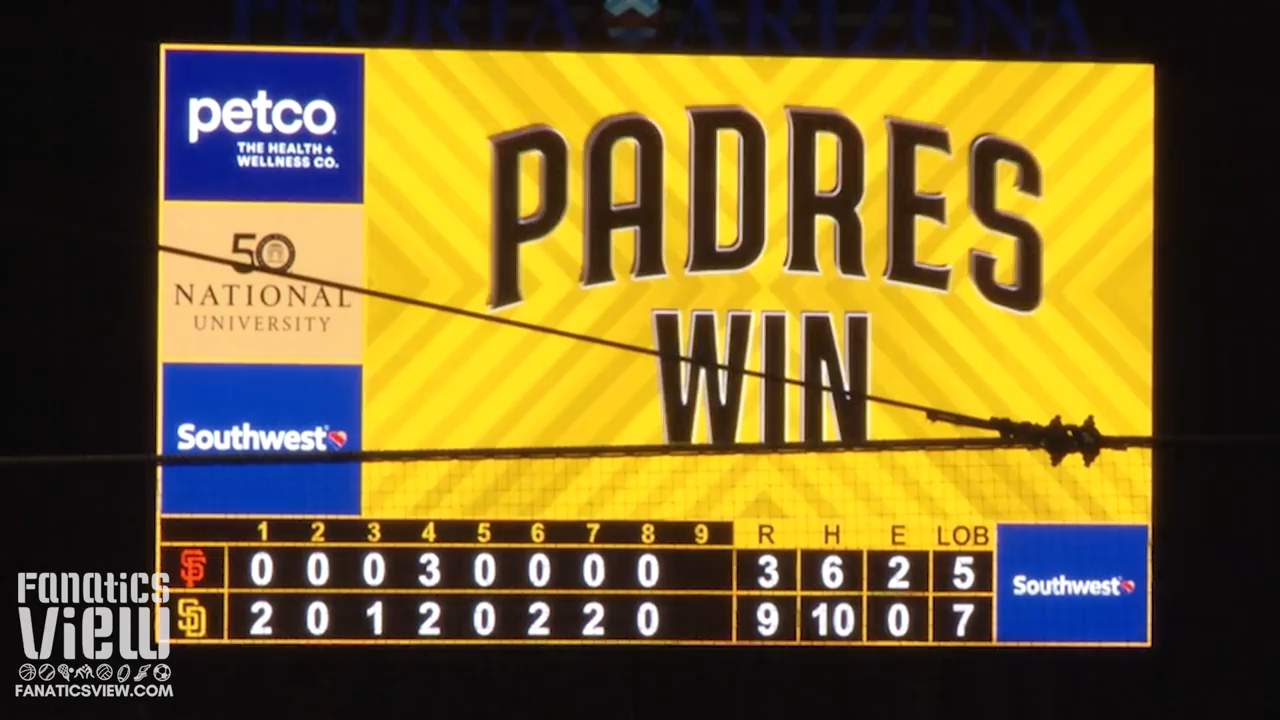 PEORIA ARIZONA
petco
THE HEALTH +
WELLNESS CO.
50
NATIONAL
UNIVERSITY
Southwest
PADRES
WIN
1 2 3 4 5 6 7 8 9 R H E LOB
SF 0 0 0 3 0 0 0 0 3 6 2 5
SD 2 0 1 2 0 2 2 0 9 10 0 7
Southwest
FANATICS
VIEW
FANATICSVIEW.COM